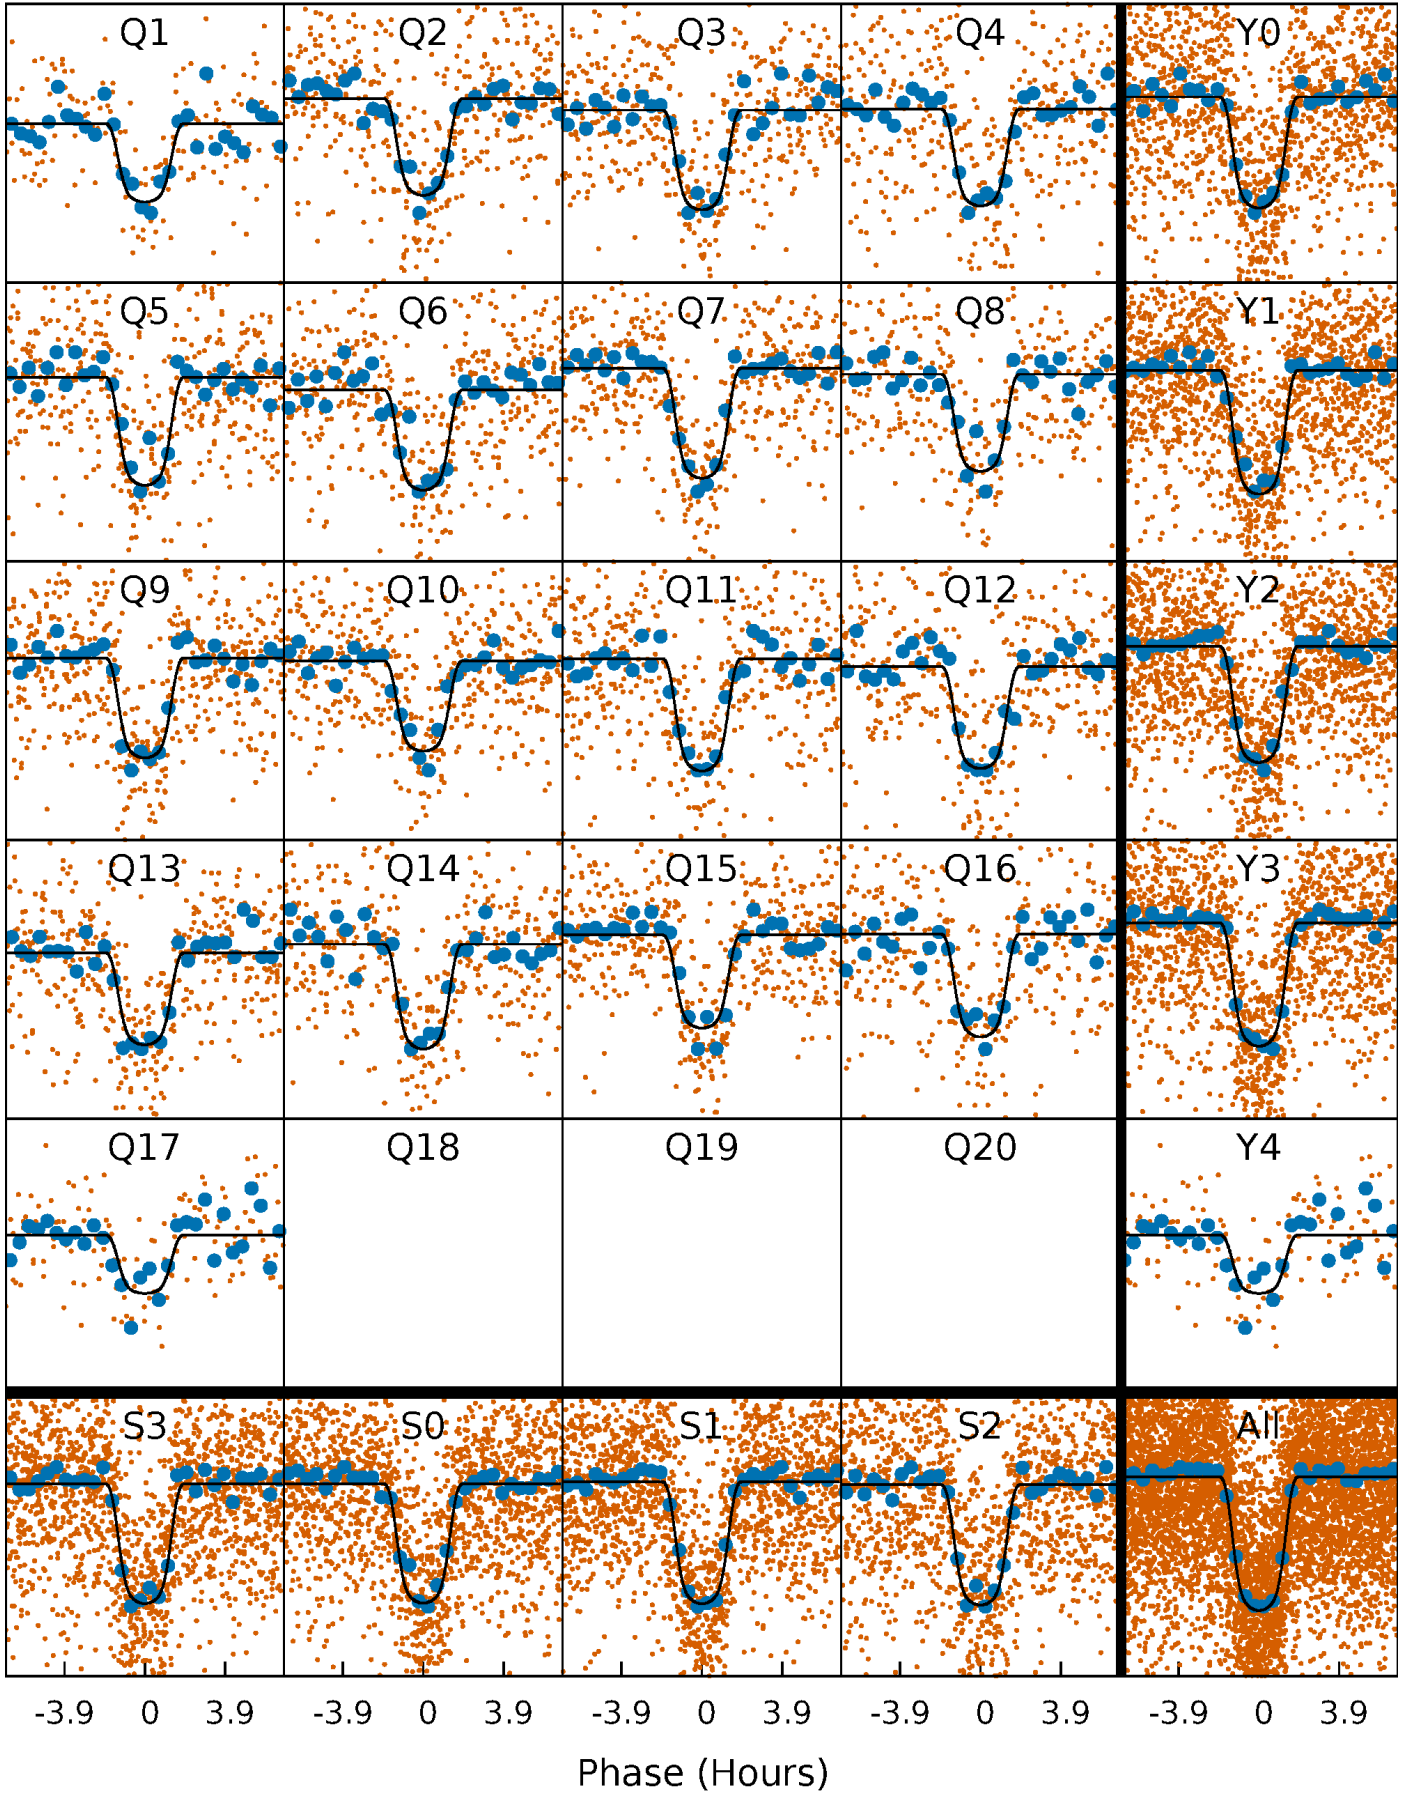 Q1 Q2 Q3 Q4 Y0
Q5 Q6 Q7 Q8 Y1
Q9 Q10 Q11 Q12 Y2
Q13 Q14 Q15 Q16 Y3
Q17 Q18 Q19 Q20 Y4
S3 S0 S1 S2 All
-3.9 0 3.9 -3.9 0 3.9 -3.9 0 3.9 -3.9 0 3.9 -3.9 0 3.9
Phase (Hours)